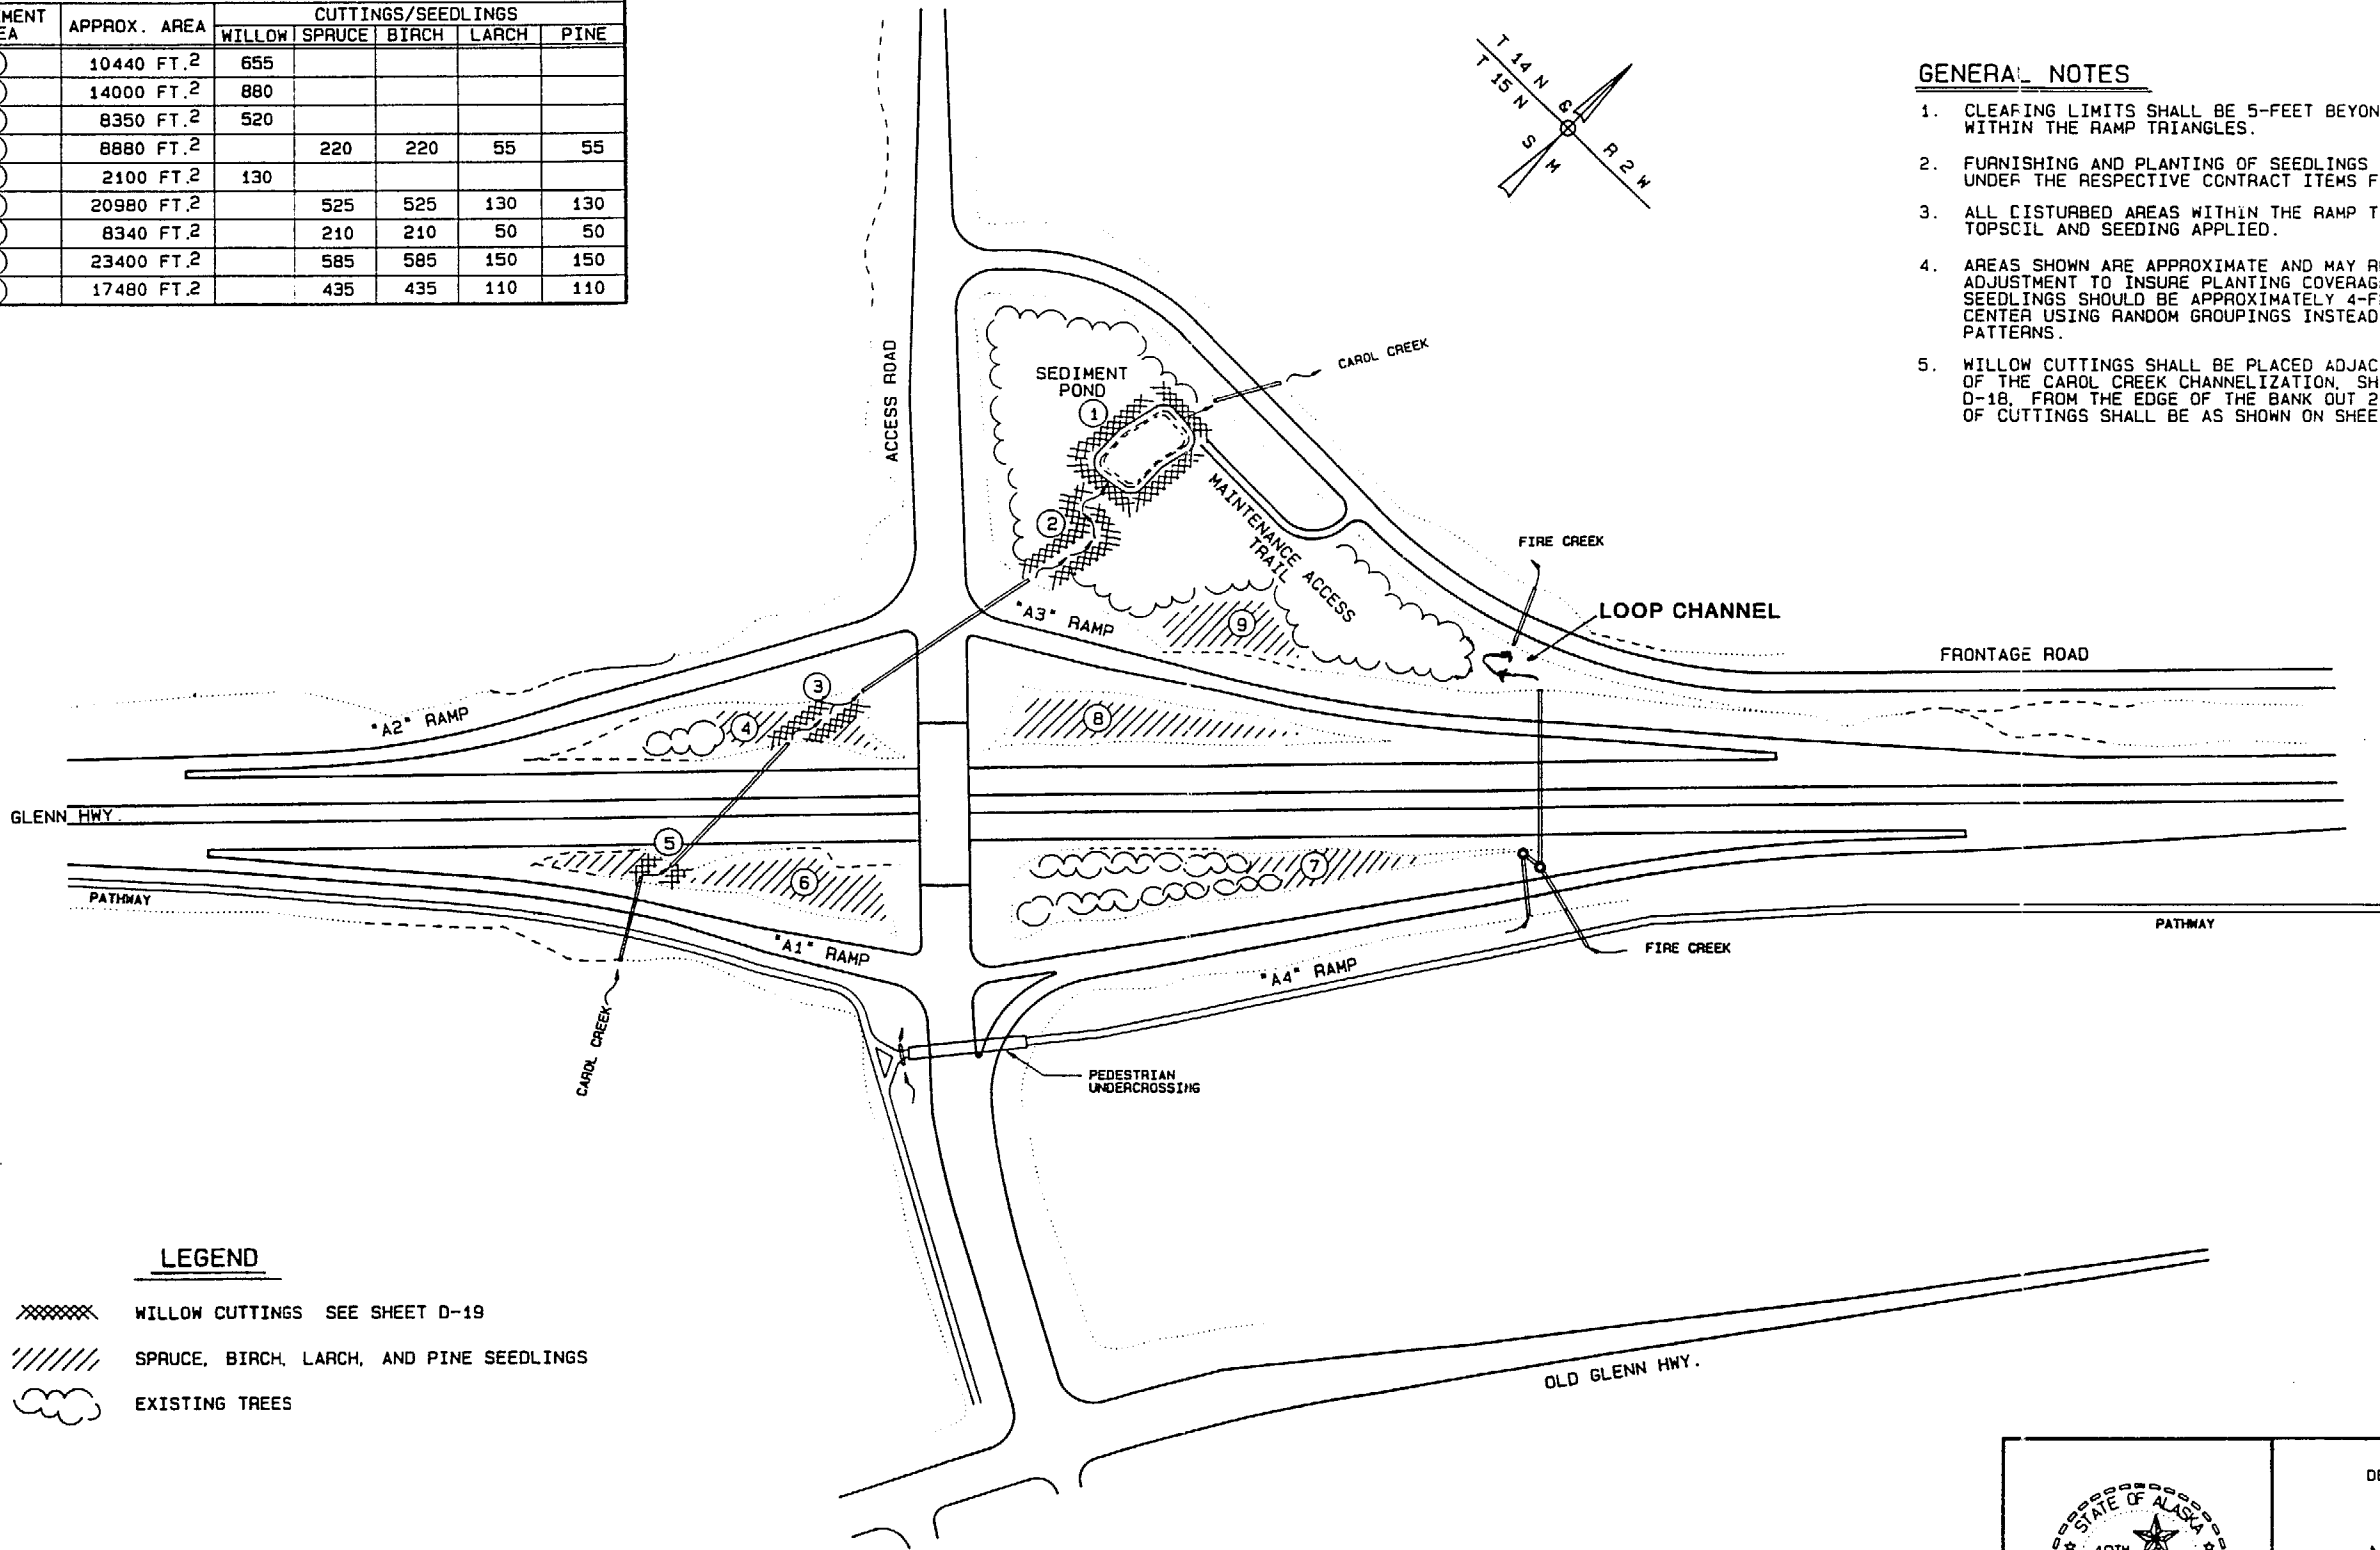 CUTTINGS/SEEDLINGS
APPROX. AREA
WILLOW SPRUCE BIRCH LARCH PINE
10440 FT.2 655
14000 FT.2 880
8350 FT.2 520
8880 FT.2 220 220 55 55
2100 FT.2 130
20980 FT.2 525 525 130 130
8340 FT.2 210 210 50 50
23400 FT.2 585 585 150 150
17480 FT.2 435 435 110 110
T 14 N &
T 15 N
R 2 W
S M
GENERAL NOTES
1. CLEARING LIMITS SHALL BE 5-FEET BEYON
WITHIN THE RAMP TRIANGLES.
2. FURNISHING AND PLANTING OF SEEDLINGS
UNDER THE RESPECTIVE CONTRACT ITEMS F
3. ALL DISTURBED AREAS WITHIN THE RAMP T
TOPSOIL AND SEEDING APPLIED.
4. AREAS SHOWN ARE APPROXIMATE AND MAY R
ADJUSTMENT TO INSURE PLANTING COVERAG
SEEDLINGS SHOULD BE APPROXIMATELY 4-F
CENTER USING RANDOM GROUPINGS INSTEAD
PATTERNS.
5. WILLOW CUTTINGS SHALL BE PLACED ADJAC
OF THE CAROL CREEK CHANNELIZATION, SH
D-18, FROM THE EDGE OF THE BANK OUT 2
OF CUTTINGS SHALL BE AS SHOWN ON SHEE
ACCESS ROAD
SEDIMENT
POND
1
CAROL CREEK
2
MAINTENANCE ACCESS
TRAIL
FIRE CREEK
LOOP CHANNEL
"A3" RAMP
9
FRONTAGE ROAD
"A2" RAMP
3
4
8
GLENN HWY.
5
6
7
PATHWAY
"A1" RAMP
"A4" RAMP
FIRE CREEK
PATHWAY
CAROL CREEK
PEDESTRIAN
UNDERCROSSING
OLD GLENN HWY.
LEGEND
WILLOW CUTTINGS SEE SHEET D-19
SPRUCE, BIRCH, LARCH, AND PINE SEEDLINGS
EXISTING TREES
STATE OF ALASKA